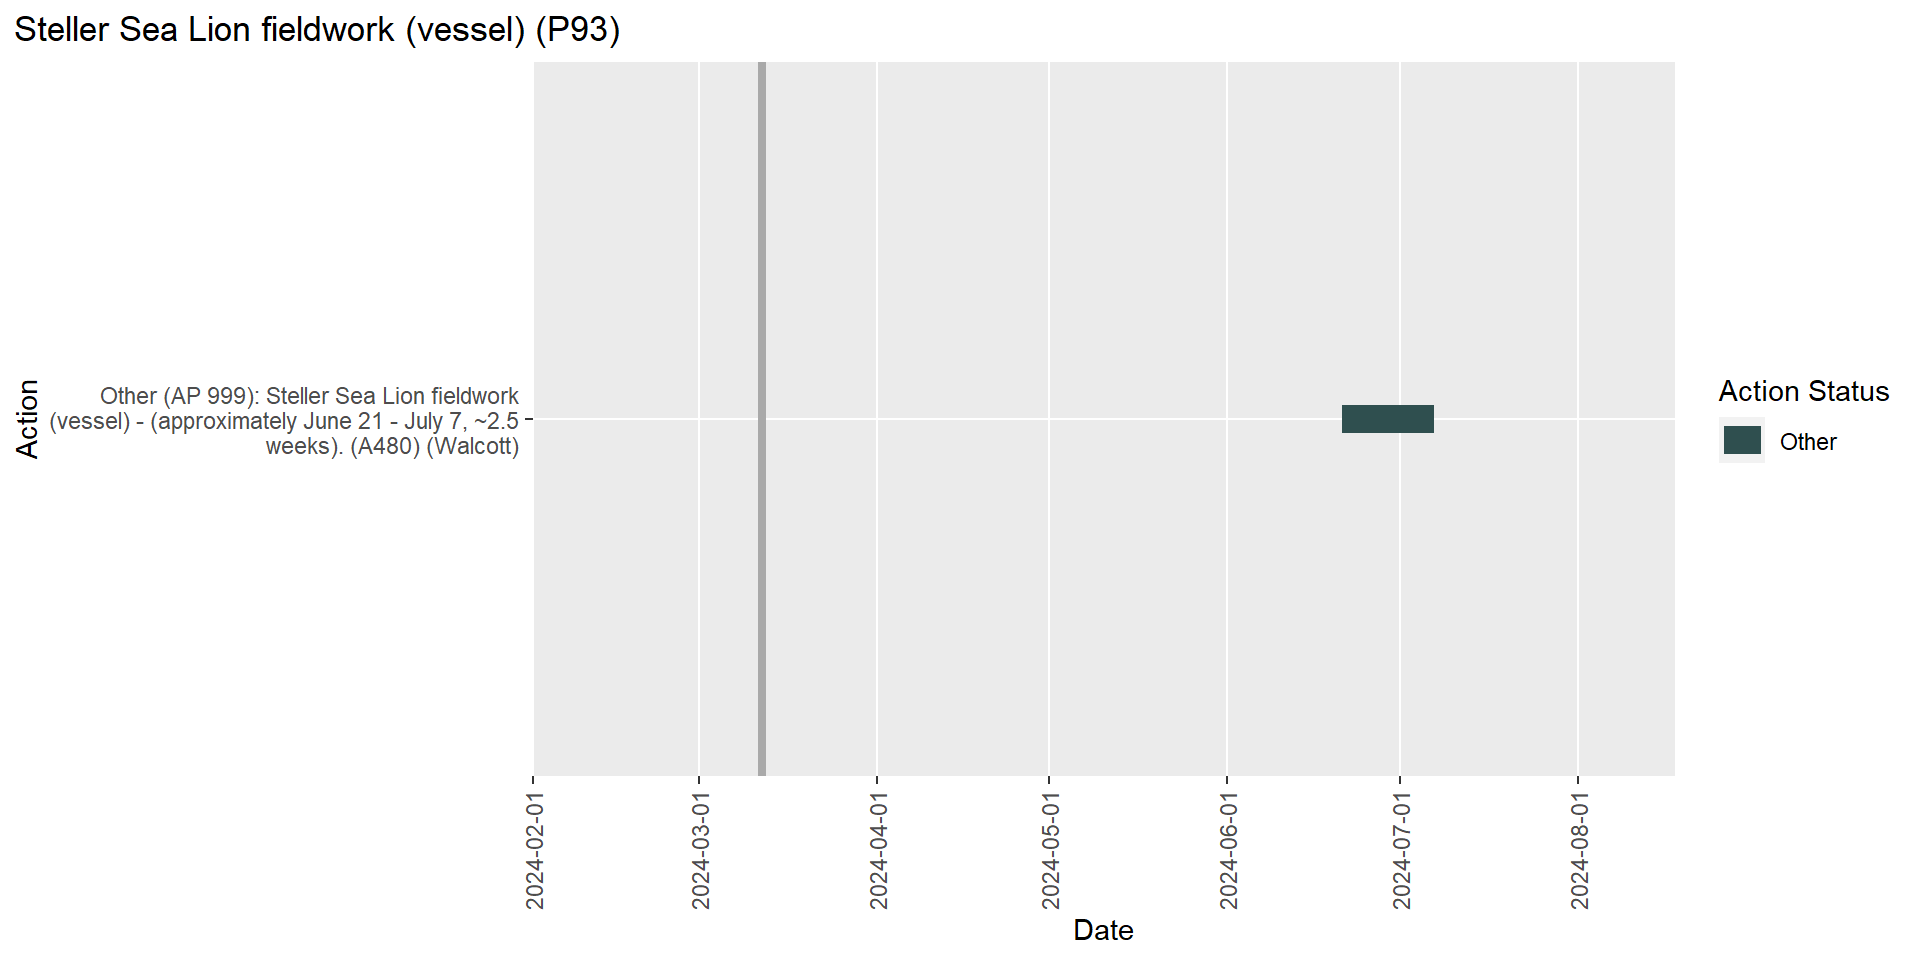 Steller Sea Lion fieldwork (vessel) (P93)
Action
Other (AP 999): Steller Sea Lion fieldwork
(vessel) - (approximately June 21 - July 7, ~2.5
weeks). (A480) (Walcott)
Action Status
Other
2024-02-01
2024-03-01
2024-04-01
2024-05-01
2024-06-01
2024-07-01
2024-08-01
Date